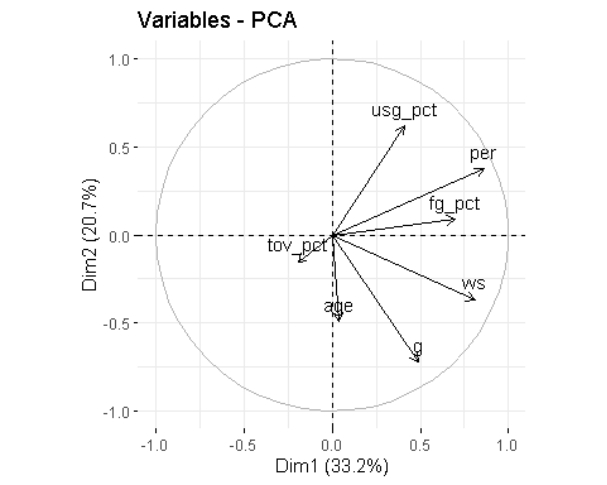 Variables - PCA
1.0
usg_pct
0.5
per
fg_pct
0.0
tov_pct
ws
age
-0.5
g
-1.0
-1.0 -0.5 0.0 0.5 1.0
Dim1 (33.2%)
Dim2 (20.7%)